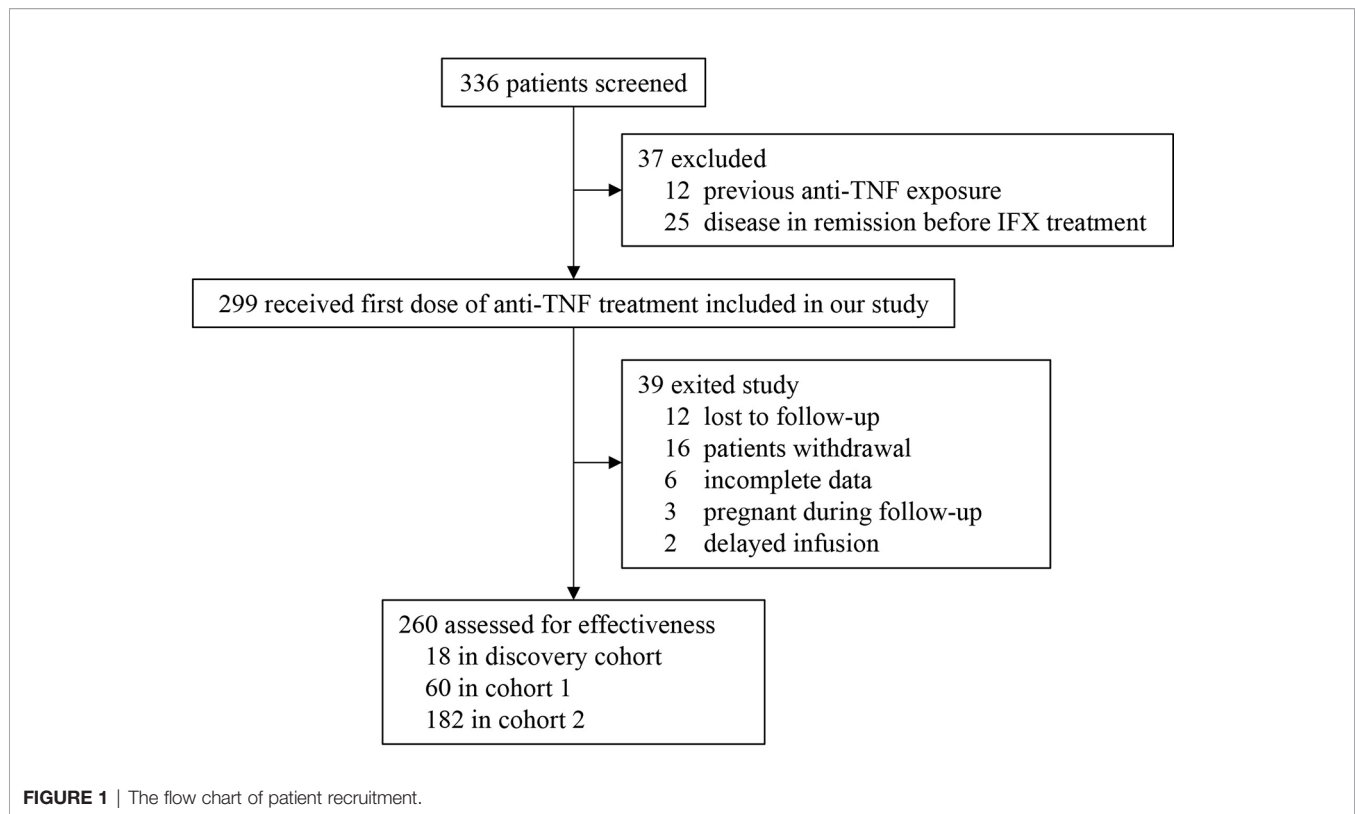 336 patients screened
37 excluded
12 previous anti-TNF exposure
25 disease in remission before IFX treatment
299 received first dose of anti-TNF treatment included in our study
39 exited study
12 lost to follow-up
16 patients withdrawal
6 incomplete data
3 pregnant during follow-up
2 delayed infusion
260 assessed for effectiveness
18 in discovery cohort
60 in cohort 1
182 in cohort 2
FIGURE 1 | The flow chart of patient recruitment.